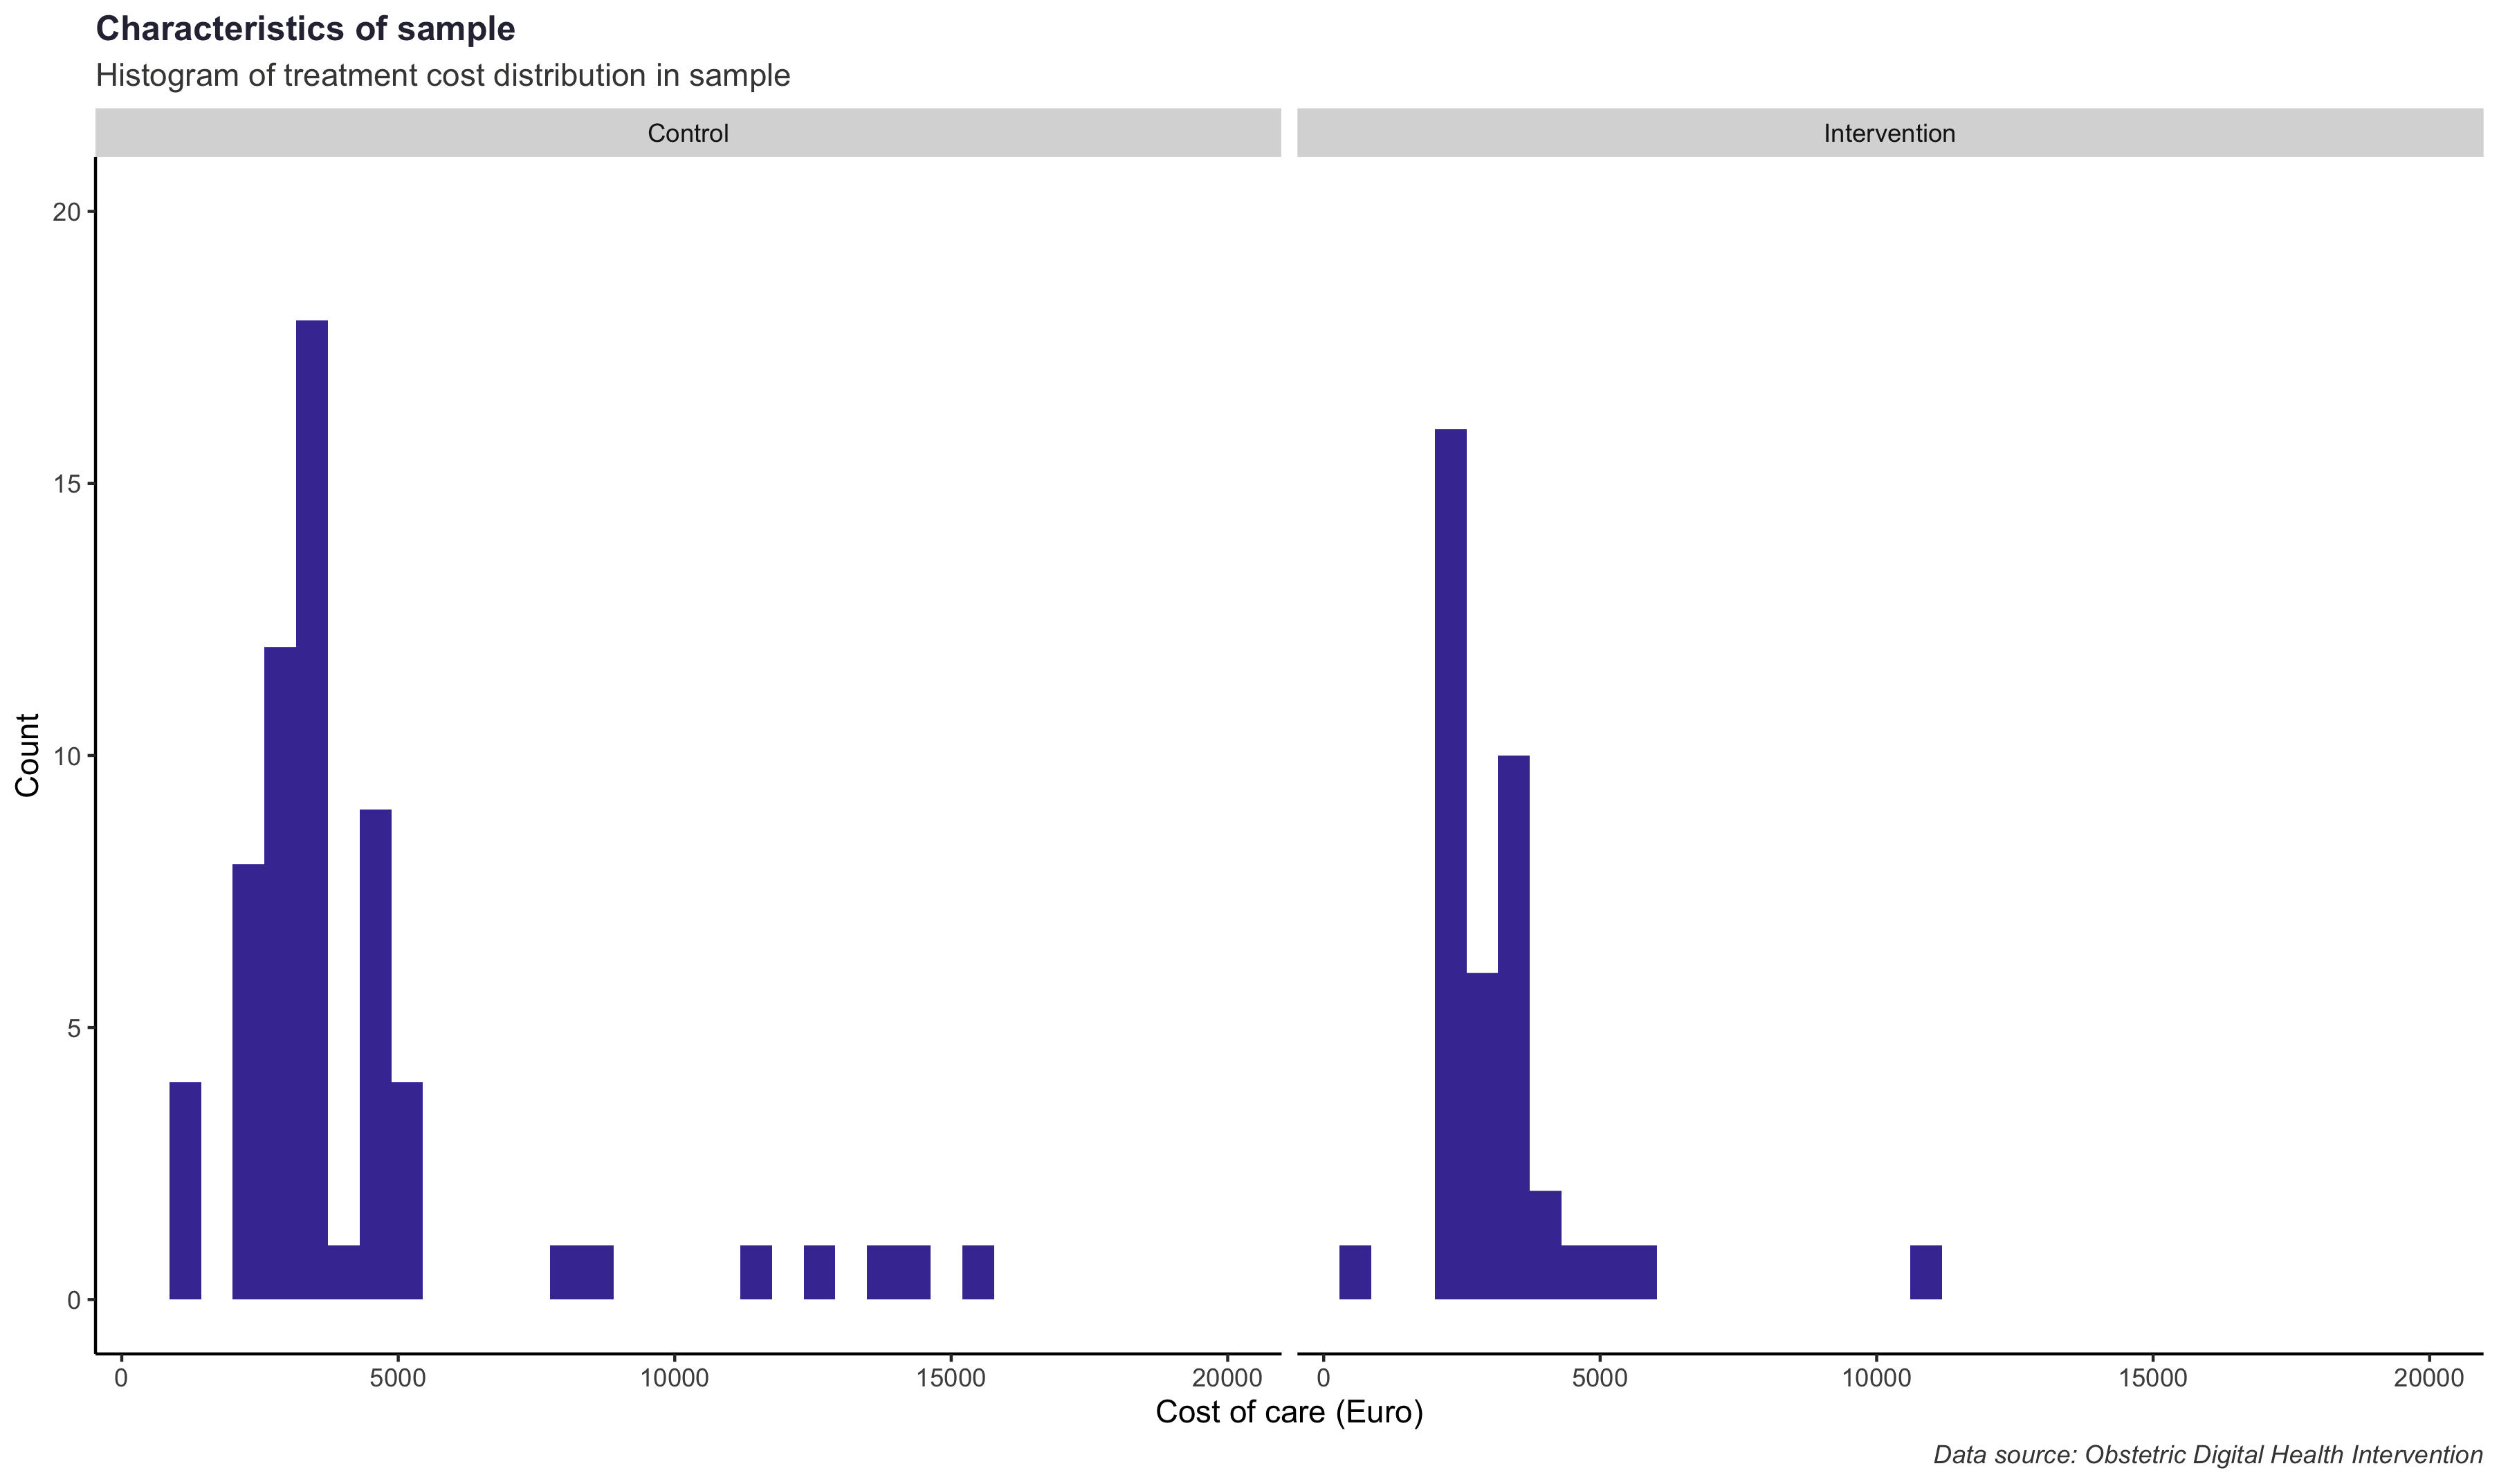 Characteristics of sample
Histogram of treatment cost distribution in sample
Control
Intervention
20
15
10
5
0
Count
0 5000 10000 15000 20000
0 5000 10000 15000 20000
Cost of care (Euro)
Data source: Obstetric Digital Health Intervention